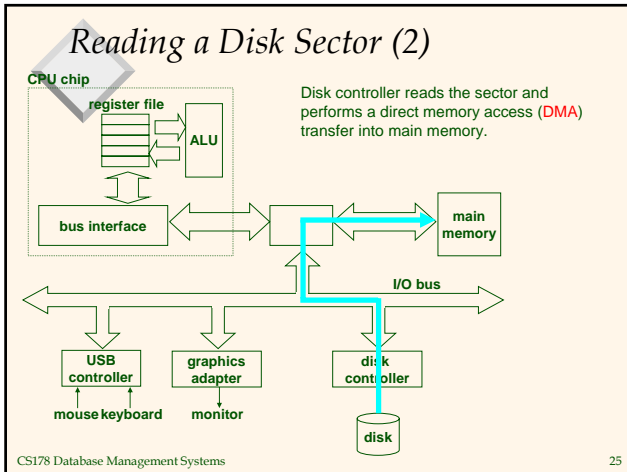 Reading a Disk Sector (2)
CPU chip
register file
ALU
Disk controller reads the sector and
performs a direct memory access (DMA)
transfer into main memory.
bus interface
main
memory
I/O bus
USB
controller
graphics
adapter
disk
controller
mouse keyboard
monitor
disk
CS178 Database Management Systems 25